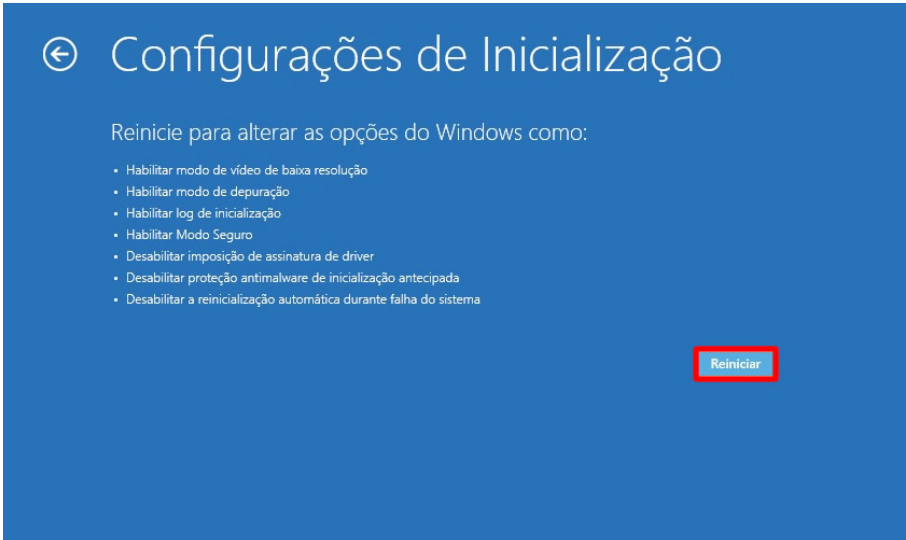 Configurações de Inicialização
Reinicie para alterar as opções do Windows como:
• Habilitar modo de vídeo de baixa resolução
• Habilitar modo de depuração
• Habilitar log de inicialização
• Habilitar Modo Seguro
• Desabilitar imposição de assinatura de driver
• Desabilitar proteção antimalware de inicialização antecipada
• Desabilitar a reinicialização automática durante falha do sistema
Reiniciar